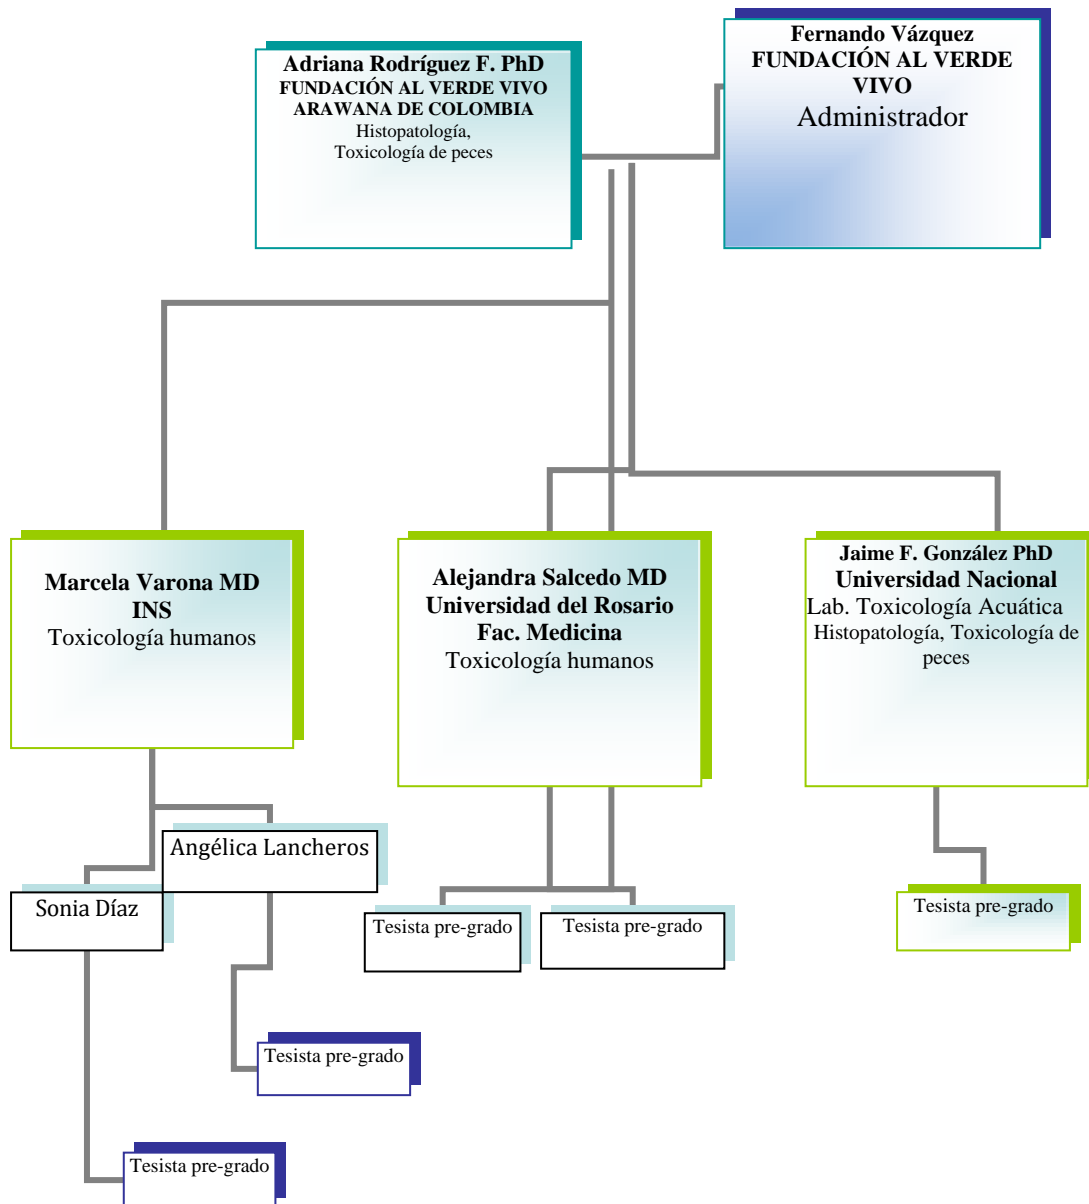 Adriana Rodríguez F. PhD
FUNDACIÓN AL VERDE VIVO
ARAWANA DE COLOMBIA
Histopatología,
Toxicología de peces
Fernando Vázquez
FUNDACIÓN AL VERDE
VIVO
Administrador
Marcela Varona MD
INS
Toxicología humanos
Alejandra Salcedo MD
Universidad del Rosario
Fac. Medicina
Toxicología humanos
Jaime F. González PhD
Universidad Nacional
Lab. Toxicología Acuática
Histopatología, Toxicología de
peces
Angélica Lancheros
Sonia Díaz
Tesista pre-grado
Tesista pre-grado
Tesista pre-grado
Tesista pre-grado
Tesista pre-grado